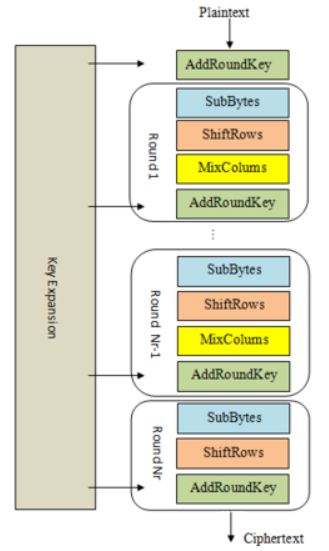 Plaintext
AddRoundKey
SubBytes
ShiftRows
MixColums
AddRoundKey
Round 1
...
Key Expansion
SubBytes
ShiftRows
MixColums
AddRoundKey
Round Nr-1
SubBytes
ShiftRows
AddRoundKey
Round Nr
Ciphertext